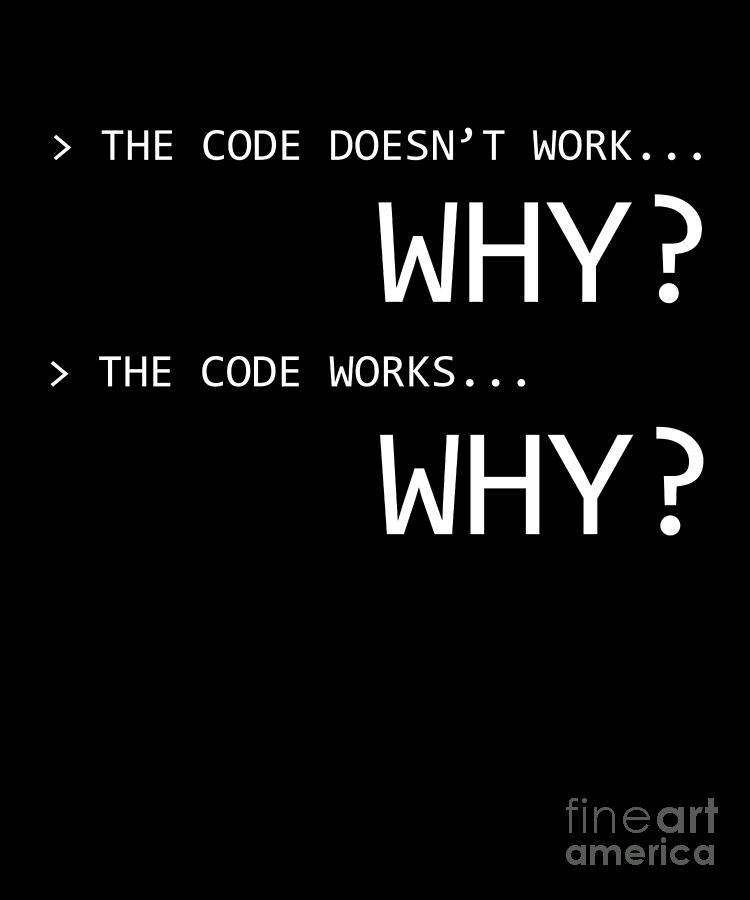 > THE CODE DOESN’T WORK...
WHY?
> THE CODE WORKS...
WHY?
fineart
america